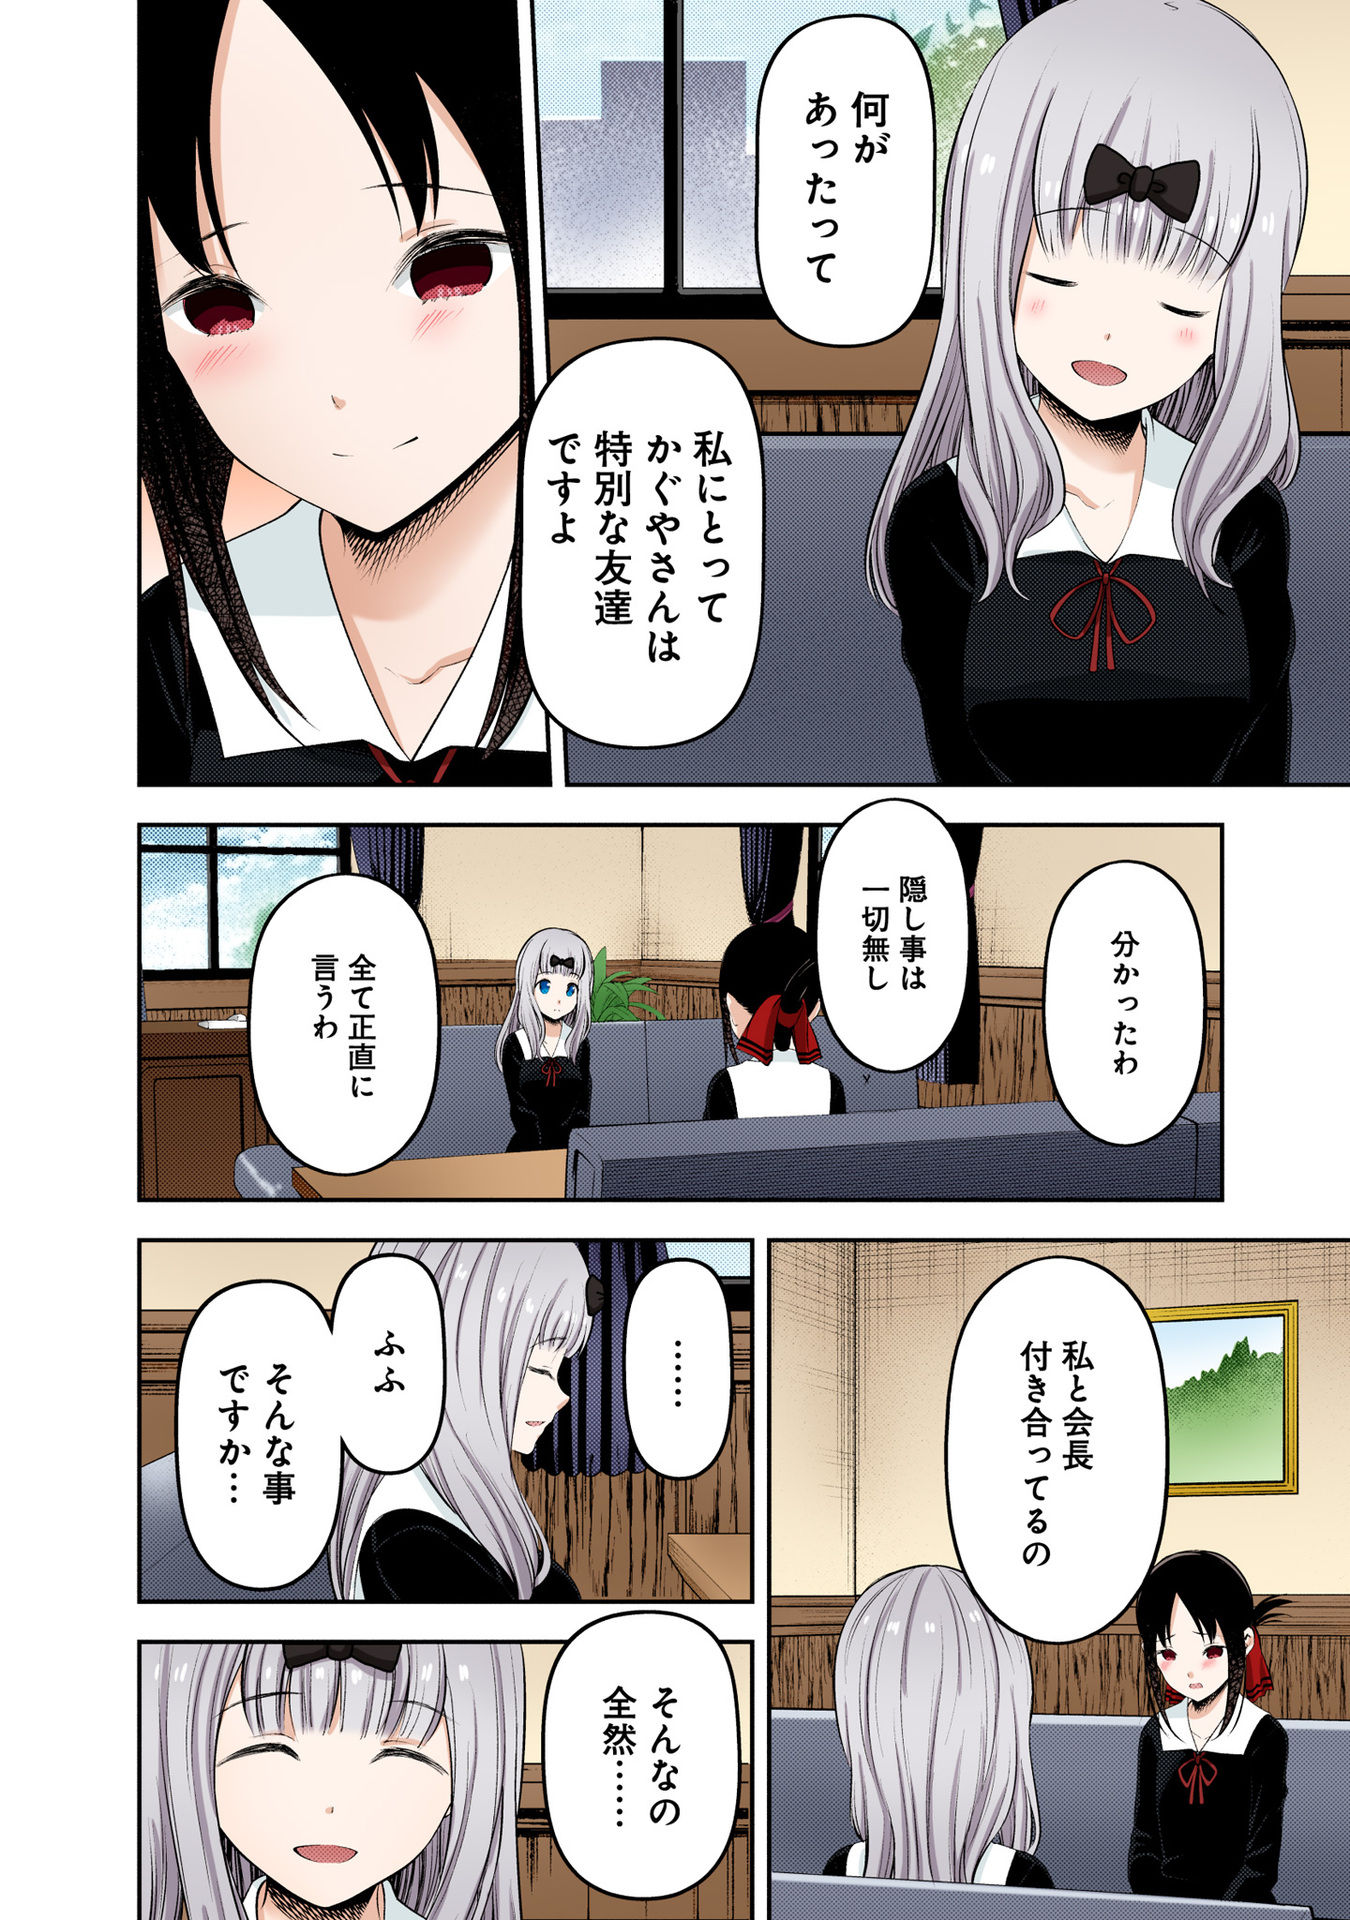 何が
あったって
私にとって
かぐやさんは
特別な友達
ですよ
分かったわ
隠し事は
一切無し
全て正直に
言うわ
私と会長
付き合ってるの
……
ふふ
そんな事
ですか…
そんなの
全然……